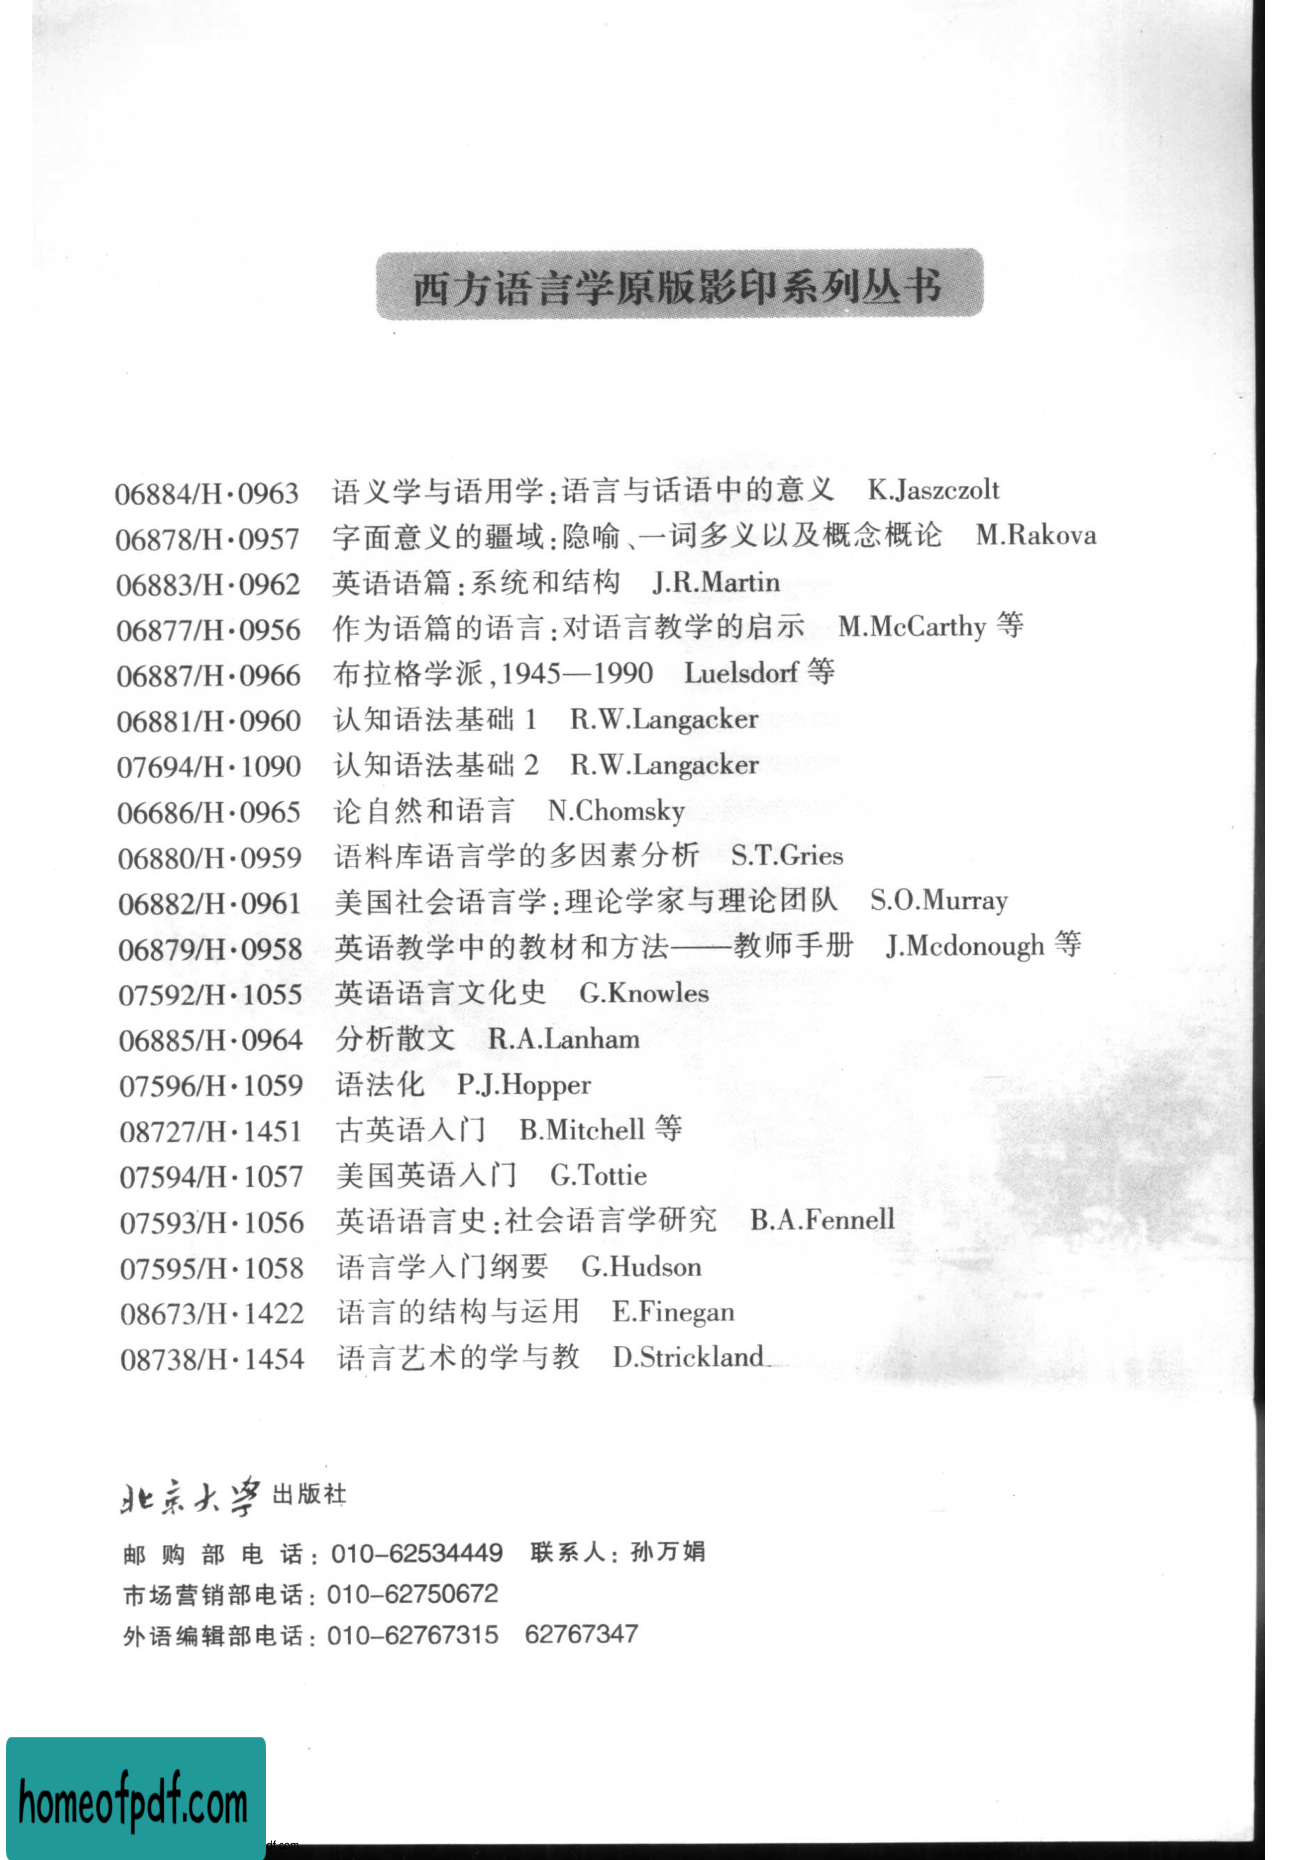 西方语言学原版影印系列丛书
06884/H·0963 语义学与语用学:语言与话语中的意义 K.Jaszczolt
06878/H·0957 字面意义的疆域:隐喻、一词多义以及概念概论 M.Rakova
06883/H·0962 英语语篇:系统和结构 J.R.Martin
06877/H·0956 作为语篇的语言:对语言教学的启示 M.McCarthy 等
06887/H·0966 布拉格学派,1945—1990 Luelsdorf 等
06881/H·0960 认知语法基础 1 R.W.Langacker
07694/H·1090 认知语法基础 2 R.W.Langacker
06686/H·0965 论自然和语言 N.Chomsky
06880/H·0959 语料库语言学的多因素分析 S.T.Gries
06882/H·0961 美国社会语言学:理论学家与理论团队 S.O.Murray
06879/H·0958 英语教学中的教材和方法——教师手册 J.Mcdonough 等
07592/H·1055 英语语言文化史 G.Knowles
06885/H·0964 分析散文 R.A.Lanham
07596/H·1059 语法化 P.J.Hopper
08727/H·1451 古英语入门 B.Mitchell 等
07594/H·1057 美国英语入门 G.Tottie
07593/H·1056 英语语言史:社会语言学研究 B.A.Fennell
07595/H·1058 语言学入门纲要 G.Hudson
08673/H·1422 语言的结构与运用 E.Finegan
08738/H·1454 语言艺术的学与教 D.Strickland
北京大学出版社
邮购部电话: 010-62534449 联系人: 孙万娟
市场营销部电话: 010-62750672
外语编辑部电话: 010-62767315 62767347
homeofpdf.com
df.com